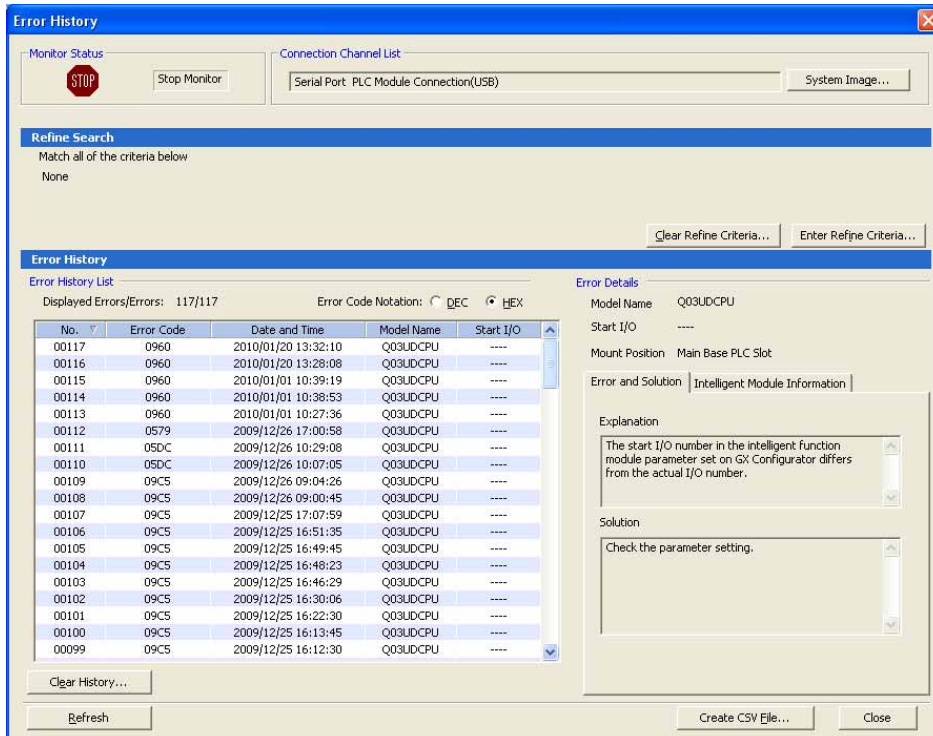 Error History
Monitor Status
STOP
Stop Monitor
Connection Channel List
Serial Port PLC Module Connection(USB)
System Image...
Refine Search
Match all of the criteria below
None
Clear Refine Criteria...
Enter Refine Criteria...
Error History
Error History List
Displayed Errors/Errors: 117/117
Error Code Notation: DEC HEX
No. Error Code Date and Time Model Name Start I/O
00117 0960 2010/01/20 13:32:10 Q03UDCPU ----
00116 0960 2010/01/20 13:28:08 Q03UDCPU ----
00115 0960 2010/01/01 10:39:19 Q03UDCPU ----
00114 0960 2010/01/01 10:38:53 Q03UDCPU ----
00113 0960 2010/01/01 10:27:36 Q03UDCPU ----
00112 0579 2009/12/26 17:00:58 Q03UDCPU ----
00111 05DC 2009/12/26 10:29:08 Q03UDCPU ----
00110 05DC 2009/12/26 10:07:05 Q03UDCPU ----
00109 09C5 2009/12/26 09:04:26 Q03UDCPU ----
00108 09C5 2009/12/26 09:00:45 Q03UDCPU ----
00107 09C5 2009/12/25 17:07:59 Q03UDCPU ----
00106 09C5 2009/12/25 16:51:35 Q03UDCPU ----
00105 09C5 2009/12/25 16:49:45 Q03UDCPU ----
00104 09C5 2009/12/25 16:48:23 Q03UDCPU ----
00103 09C5 2009/12/25 16:46:29 Q03UDCPU ----
00102 09C5 2009/12/25 16:30:06 Q03UDCPU ----
00101 09C5 2009/12/25 16:22:30 Q03UDCPU ----
00100 09C5 2009/12/25 16:13:45 Q03UDCPU ----
00099 09C5 2009/12/25 16:12:30 Q03UDCPU ----
Clear History...
Error Details
Model Name Q03UDCPU
Start I/O ----
Mount Position Main Base PLC Slot
Error and Solution
Intelligent Module Information
Explanation
The start I/O number in the intelligent function
module parameter set on GX Configurator differs
from the actual I/O number.
Solution
Check the parameter setting.
Refresh
Create CSV File...
Close